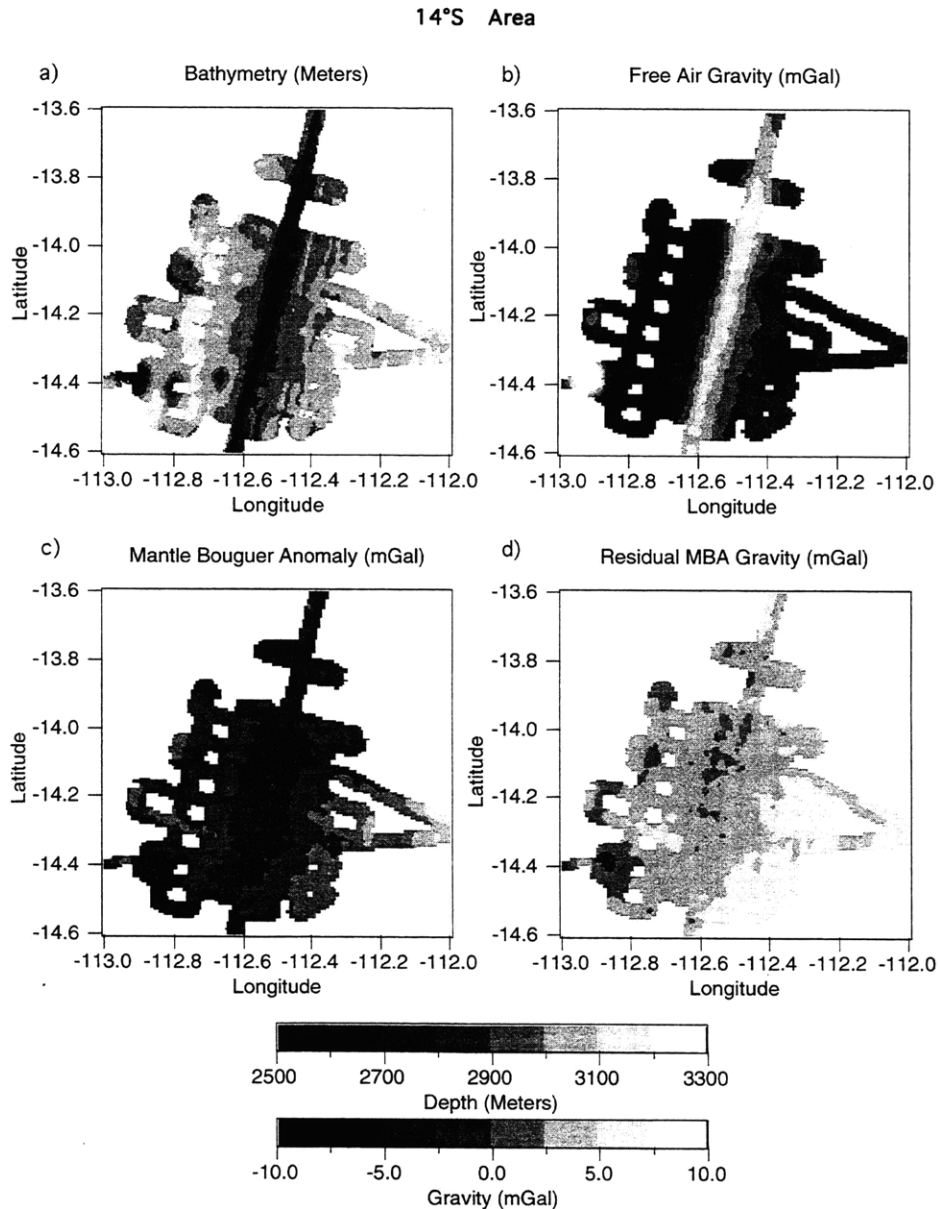 14°S Area
a) Bathymetry (Meters)
-13.6
-13.8
-14.0
-14.2
-14.4
-14.6
Latitude
-113.0 -112.8 -112.6 -112.4 -112.2 -112.0
Longitude
b) Free Air Gravity (mGal)
-13.6
-13.8
-14.0
-14.2
-14.4
-14.6
Latitude
-113.0 -112.8 -112.6 -112.4 -112.2 -112.0
Longitude
c) Mantle Bouguer Anomaly (mGal)
-13.6
-13.8
-14.0
-14.2
-14.4
-14.6
Latitude
-113.0 -112.8 -112.6 -112.4 -112.2 -112.0
Longitude
d) Residual MBA Gravity (mGal)
-13.6
-13.8
-14.0
-14.2
-14.4
-14.6
Latitude
-113.0 -112.8 -112.6 -112.4 -112.2 -112.0
Longitude
2500 2700 2900 3100 3300
Depth (Meters)
-10.0 -5.0 0.0 5.0 10.0
Gravity (mGal)